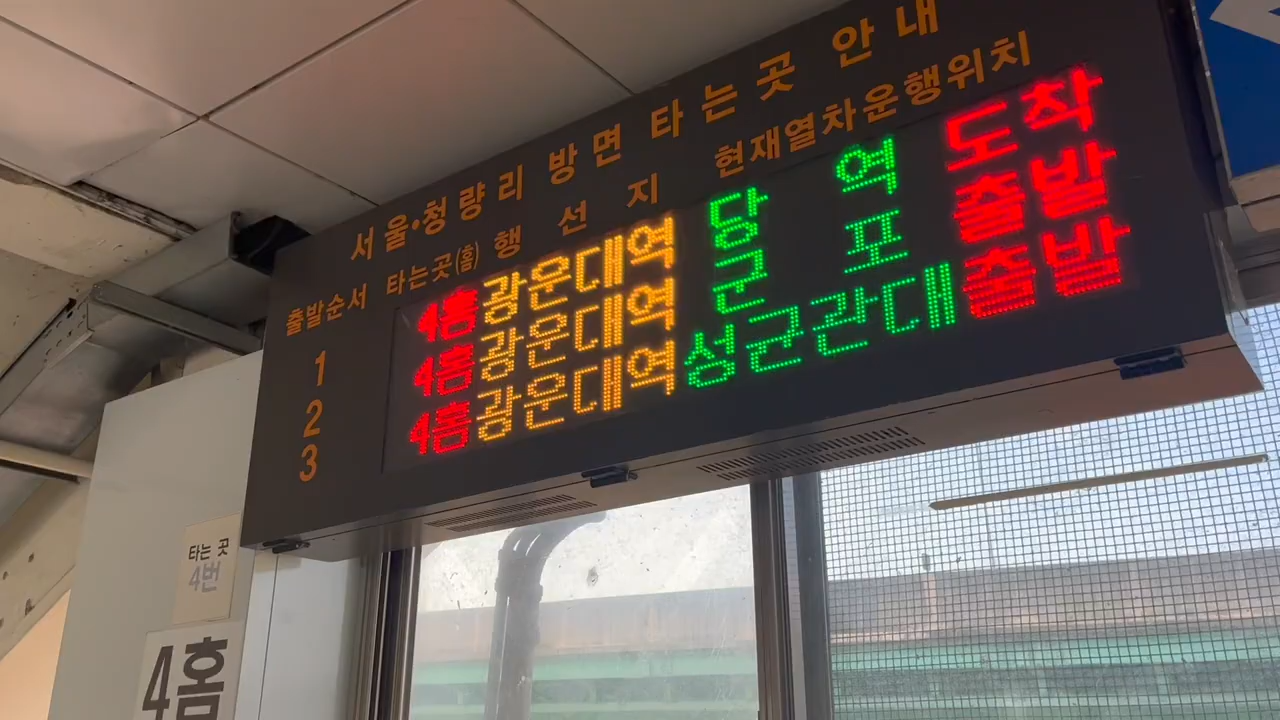 서울•청량리 방면 타는곳 안내
출발순서 타는곳(홈) 행선지 현재열차운행위치
1 4홈 광운대역 당역 도착
2 4홈 광운대역 군포 출발
3 4홈 광운대역 성균관대 출발
타는 곳
4번
4홈